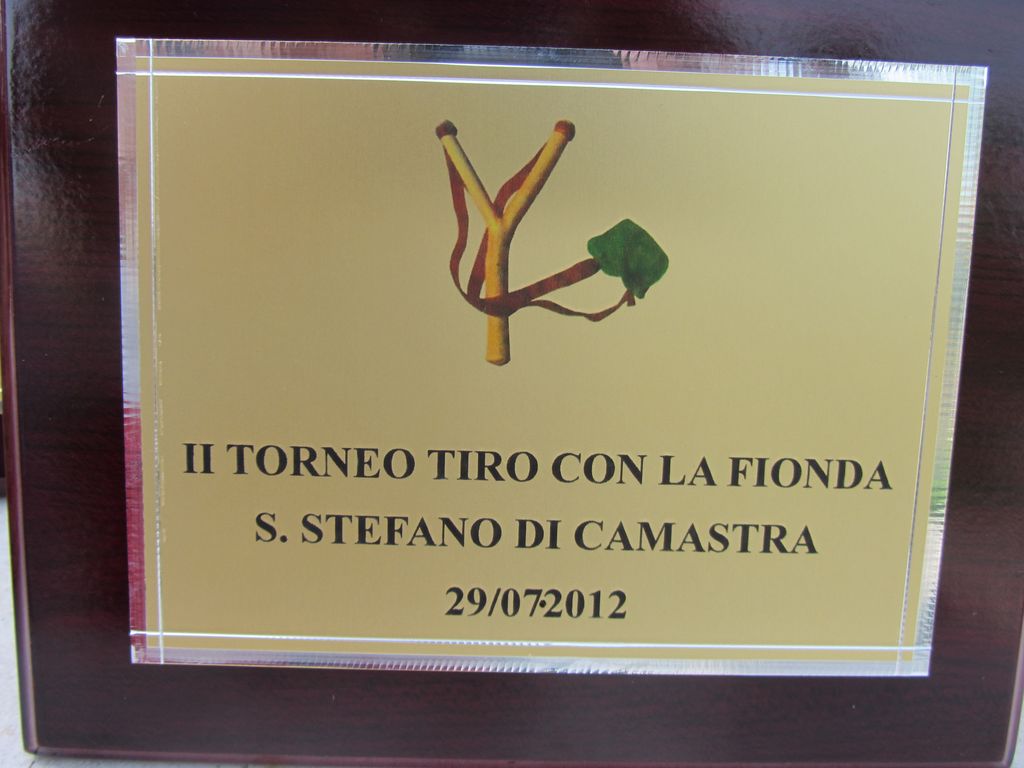 II TORNEO TIRO CON LA FIONDA
S. STEFANO DI CAMASTRA
29/07·2012